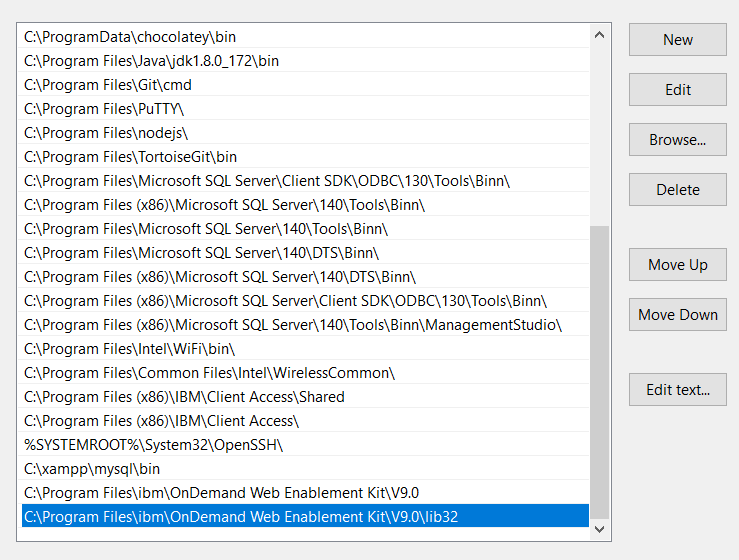 C:\ProgramData\chocolatey\bin
C:\Program Files\Java\jdk1.8.0_172\bin
C:\Program Files\Git\cmd
C:\Program Files\PuTTY\
C:\Program Files\nodejs\
C:\Program Files\TortoiseGit\bin
C:\Program Files\Microsoft SQL Server\Client SDK\ODBC\130\Tools\Binn\
C:\Program Files (x86)\Microsoft SQL Server\140\Tools\Binn\
C:\Program Files\Microsoft SQL Server\140\Tools\Binn\
C:\Program Files\Microsoft SQL Server\140\DTS\Binn\
C:\Program Files (x86)\Microsoft SQL Server\140\DTS\Binn\
C:\Program Files (x86)\Microsoft SQL Server\Client SDK\ODBC\130\Tools\Binn\
C:\Program Files (x86)\Microsoft SQL Server\140\Tools\Binn\ManagementStudio\
C:\Program Files\Intel\WiFi\bin\
C:\Program Files\Common Files\Intel\WirelessCommon\
C:\Program Files (x86)\IBM\Client Access\Shared
C:\Program Files (x86)\IBM\Client Access\
%SYSTEMROOT%\System32\OpenSSH\
C:\xampp\mysql\bin
C:\Program Files\ibm\OnDemand Web Enablement Kit\V9.0
C:\Program Files\ibm\OnDemand Web Enablement Kit\V9.0\lib32
New
Edit
Browse...
Delete
Move Up
Move Down
Edit text...